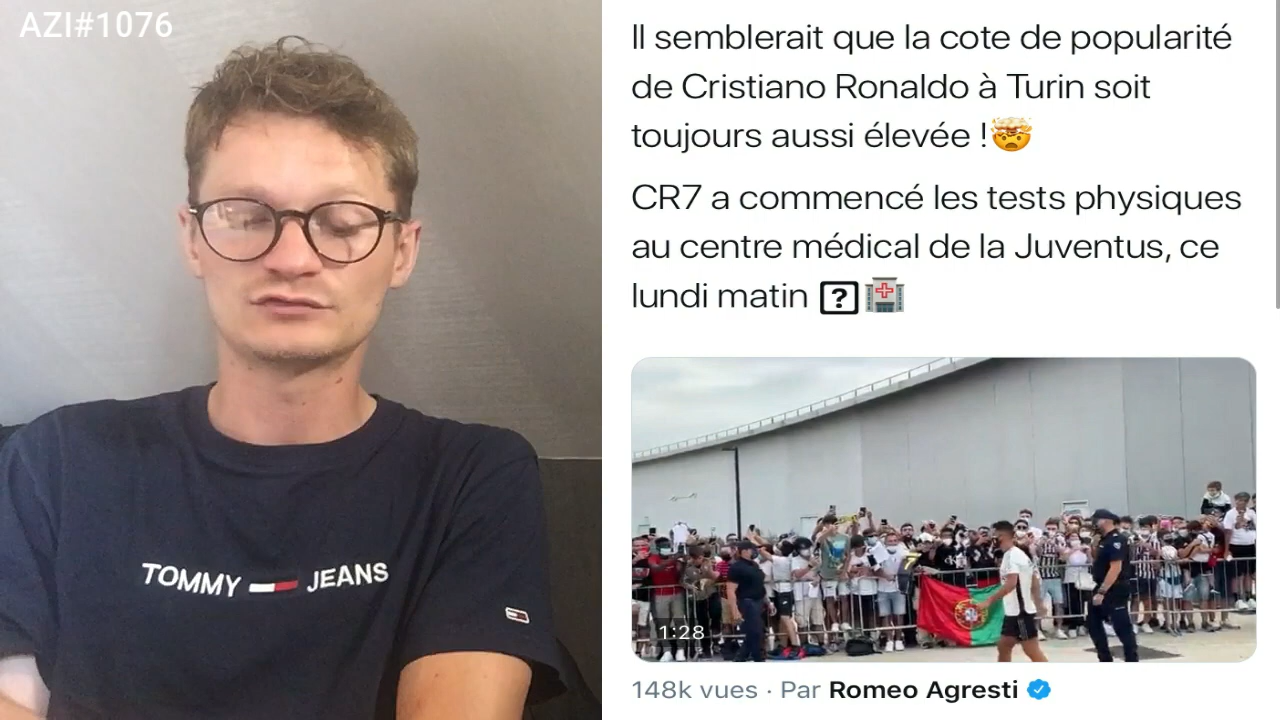 AZI#1076
TOMMY JEANS
Il semblerait que la cote de popularité
de Cristiano Ronaldo à Turin soit
toujours aussi élevée !🤯
CR7 a commencé les tests physiques
au centre médical de la Juventus, ce
lundi matin ?🏥
7
1:28
148k vues · Par Romeo Agresti